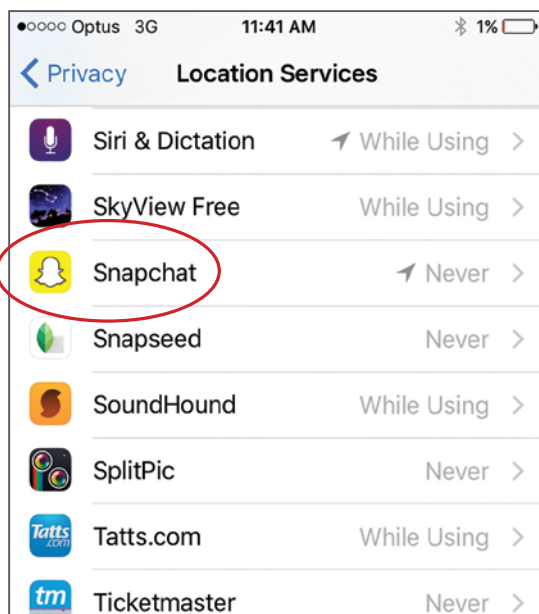 Optus 3G 11:41 AM 1%
Privacy Location Services
Siri & Dictation While Using
SkyView Free While Using
Snapchat Never
Snapseed Never
SoundHound While Using
SplitPic Never
Tatts.com Tatts.com While Using
tm Ticketmaster Never